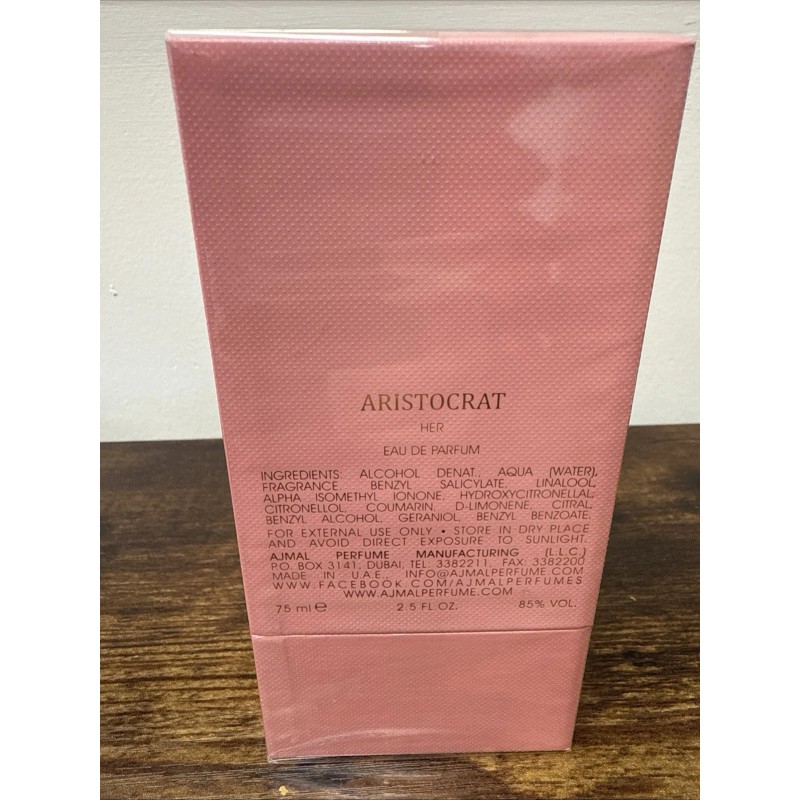 ARISTOCRAT
HER
EAU DE PARFUM
INGREDIENTS: ALCOHOL DENAT., AQUA (WATER),
FRAGRANCE. BENZYL SALICYLATE, LINALOOL,
ALPHA ISOMETHYL IONONE, HYDROXYCITRONELLAL,
CITRONELLOL, COUMARIN, D-LIMONENE, CITRAL,
BENZYL ALCOHOL, GERANIOL, BENZYL BENZOATE.
FOR EXTERNAL USE ONLY • STORE IN DRY PLACE
AND AVOID DIRECT EXPOSURE TO SUNLIGHT.
AJMAL PERFUME MANUFACTURING (L.L.C.)
P.O. BOX 3141, DUBAI, TEL: 3382211, FAX: 3382200
MADE IN U.A.E., INFO@AJMALPERFUME.COM
WWW.FACEBOOK.COM/AJMALPERFUMES
WWW.AJMALPERFUME.COM
75 ml ℮ 2.5 FL.OZ. 85% VOL.